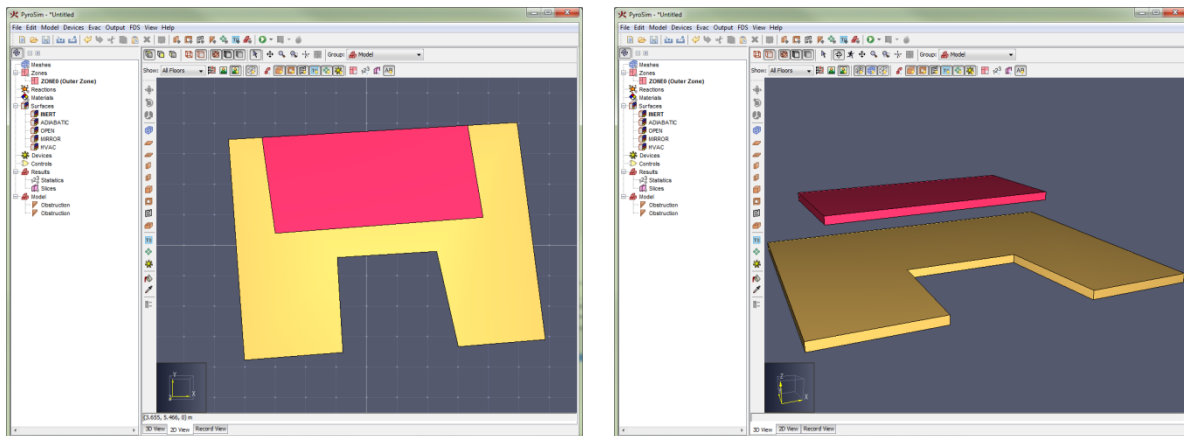 PyroSim - *Untitled
File Edit Model Devices Evac Output FDS View Help
Group: Model
Show: All Floors
Meshes
Zones
ZONE0 (Outer Zone)
Reactions
Materials
Surfaces
INERT
ADIABATIC
OPEN
MIRROR
HVAC
Devices
Controls
Results
Statistics
Slices
Model
Obstruction
Obstruction
Y
X
(3.655, 5.466, 0) m
3D View 2D View Record View
PyroSim - *Untitled
File Edit Model Devices Evac Output FDS View Help
Group: Model
Show: All Floors
Meshes
Zones
ZONE0 (Outer Zone)
Reactions
Materials
Surfaces
INERT
ADIABATIC
OPEN
MIRROR
HVAC
Devices
Controls
Results
Statistics
Slices
Model
Obstruction
Obstruction
Z
X
3D View 2D View Record View